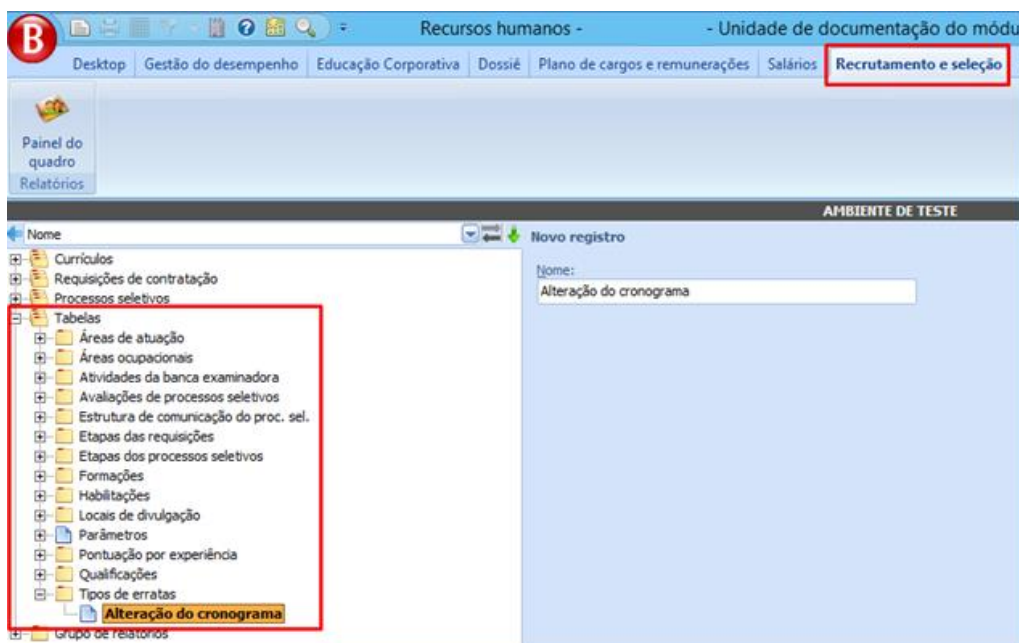 B
Recursos humanos - - Unidade de documentação do módu
Desktop Gestão do desempenho Educação Corporativa Dossiê Plano de cargos e remunerações Salários Recrutamento e seleção
Painel do
quadro
Relatórios
AMBIENTE DE TESTE
Nome
Currículos
Requisições de contratação
Processos seletivos
Tabelas
Áreas de atuação
Áreas ocupacionais
Atividades da banca examinadora
Avaliações de processos seletivos
Estrutura de comunicação do proc. sel.
Etapas das requisições
Etapas dos processos seletivos
Formações
Habilitações
Locais de divulgação
Parâmetros
Pontuação por experiência
Qualificações
Tipos de erratas
Alteração do cronograma
Grupo de relatórios
Novo registro
Nome:
Alteração do cronograma